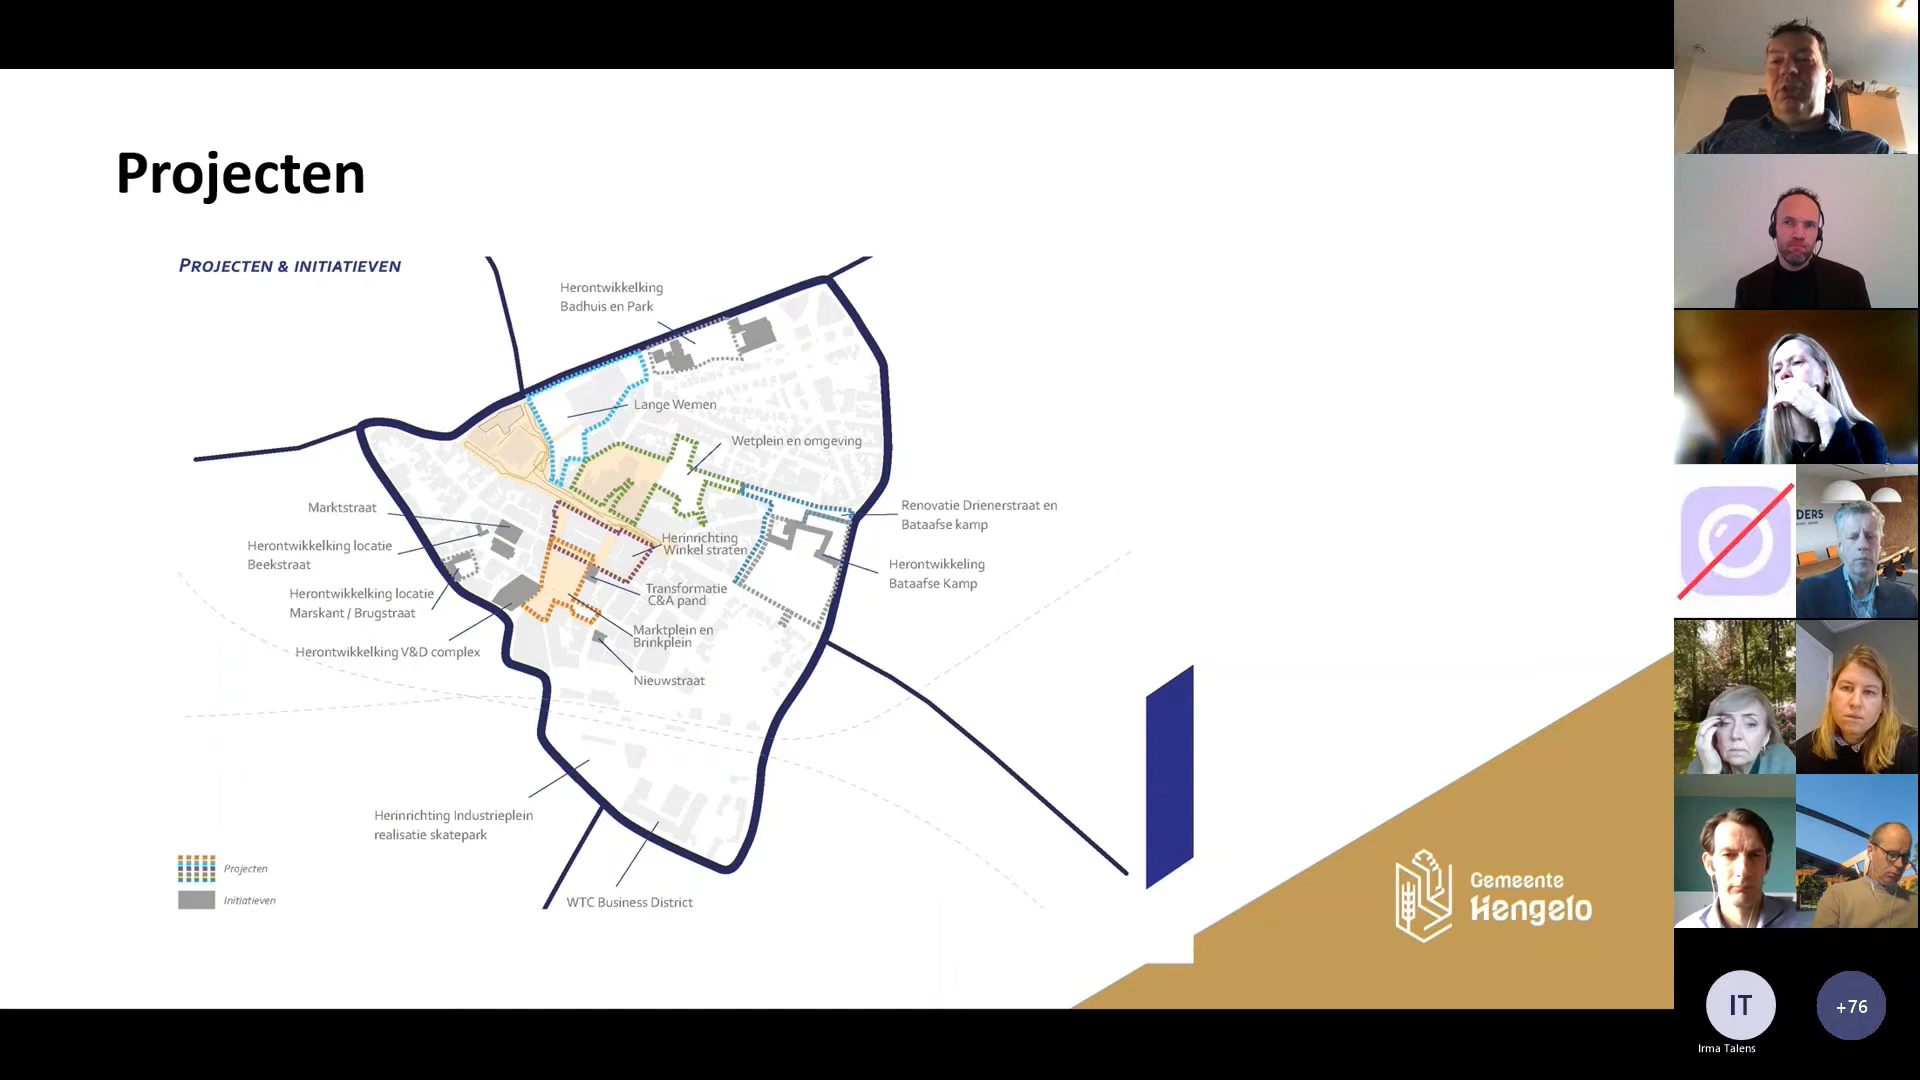 Projecten
PROJECTEN & INITIATIEVEN
Herontwikkelking
Badhuis en Park
Lange Wemen
Wetplein en omgeving
Marktstraat
Renovatie Drienerstraat en
Bataafse kamp
Herontwikkelking locatie
Beekstraat
Herinrichting
Winkel straten
Herontwikkeling
Bataafse Kamp
Herontwikkelking locatie
Marskant / Brugstraat
Transformatie
C&A pand
Marktplein en
Brinkplein
Herontwikkelking V&D complex
Nieuwstraat
Herinrichting Industrieplein
realisatie skatepark
Projecten
Initiatieven
WTC Business District
Gemeente
Hengelo
DERS
IT
Irma Talens
+76